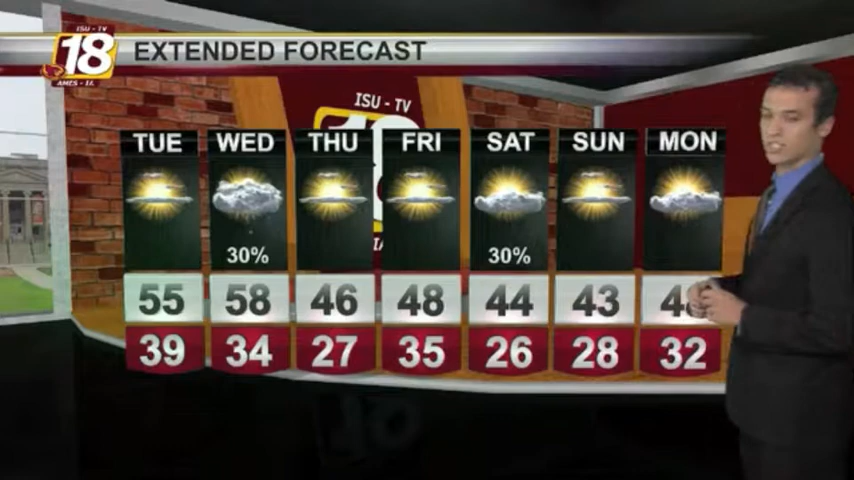 ISU - TV
18
EXTENDED FORECAST
AMES - IA
ISU - TV
TUE WED THU FRI SAT SUN MON
30% 30%
55 58 46 48 44 43
39 34 27 35 26 28 32